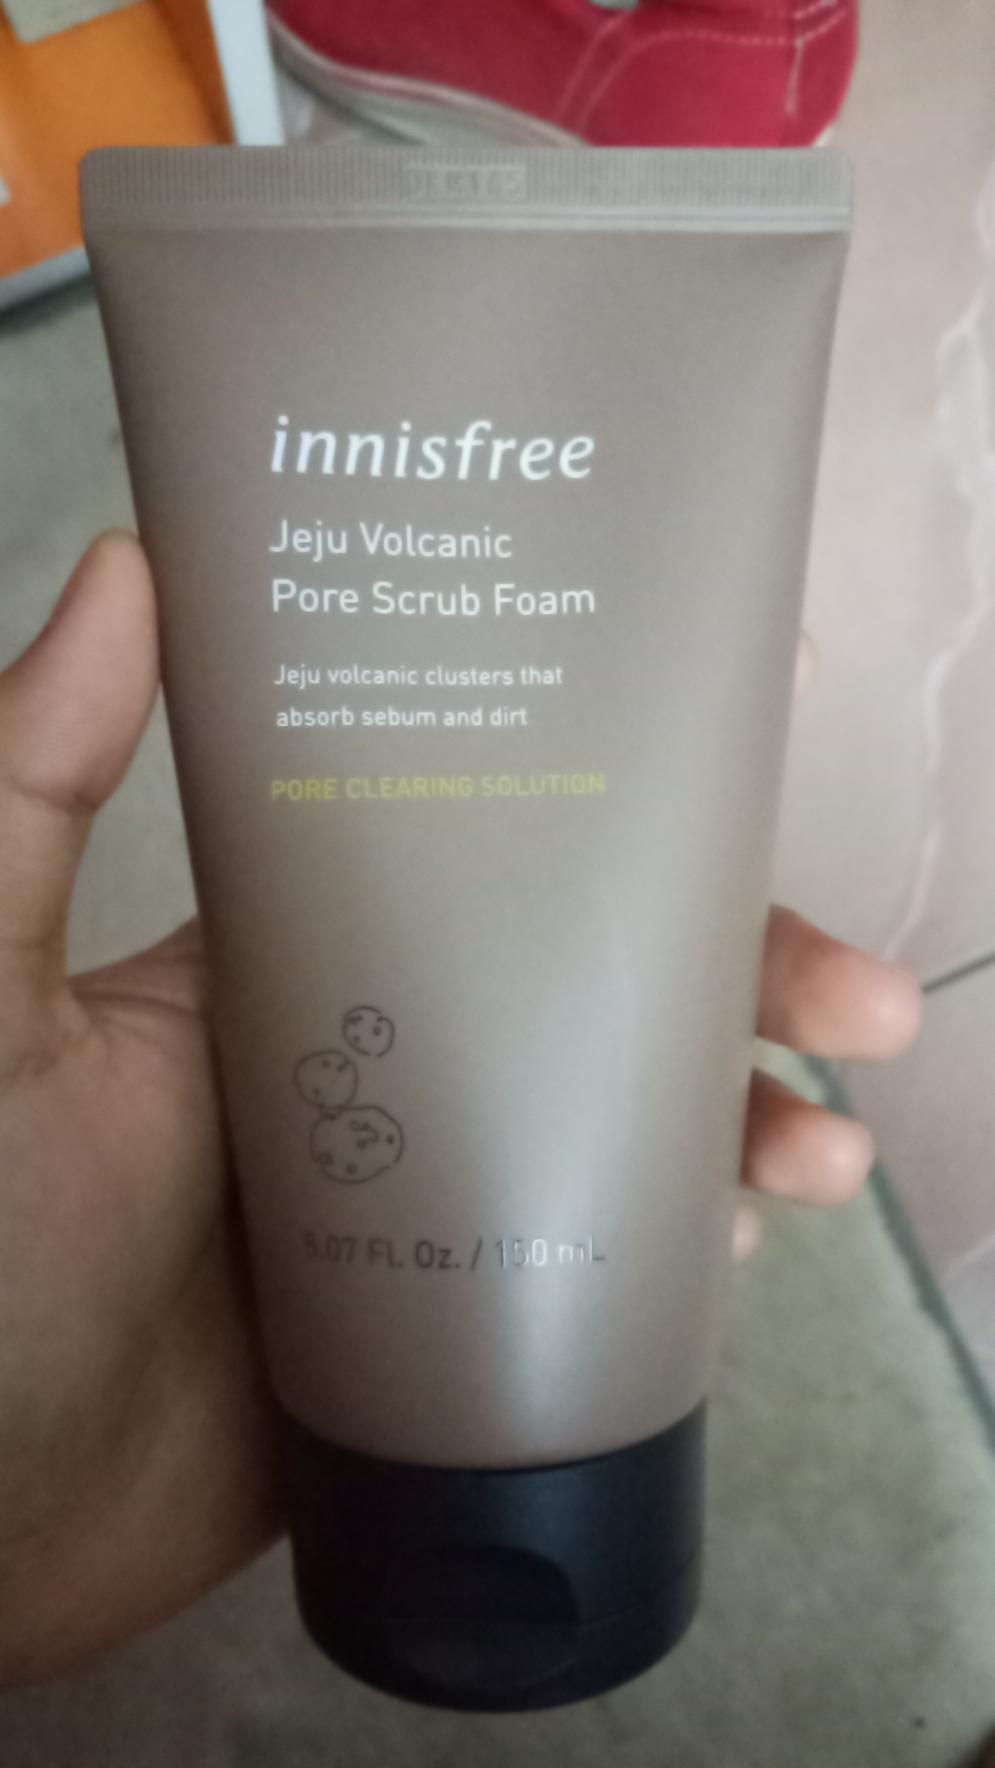 innisfree
Jeju Volcanic
Pore Scrub Foam
Jeju volcanic clusters that
absorb sebum and dirt
PORE CLEARING SOLUTION
5.07 FL. Oz. / 150 mL